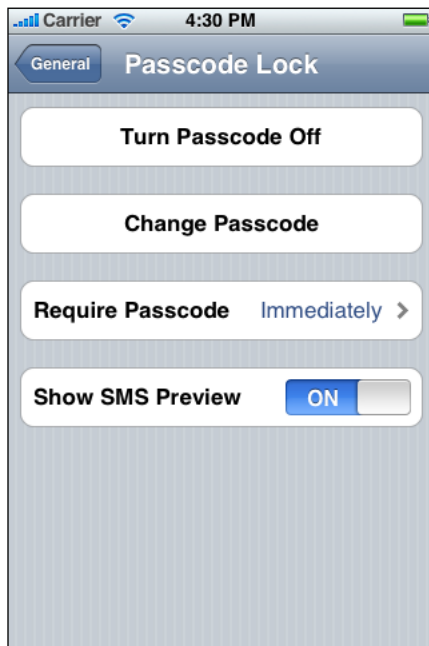 Carrier 4:30 PM
General Passcode Lock
Turn Passcode Off
Change Passcode
Require Passcode Immediately
Show SMS Preview ON